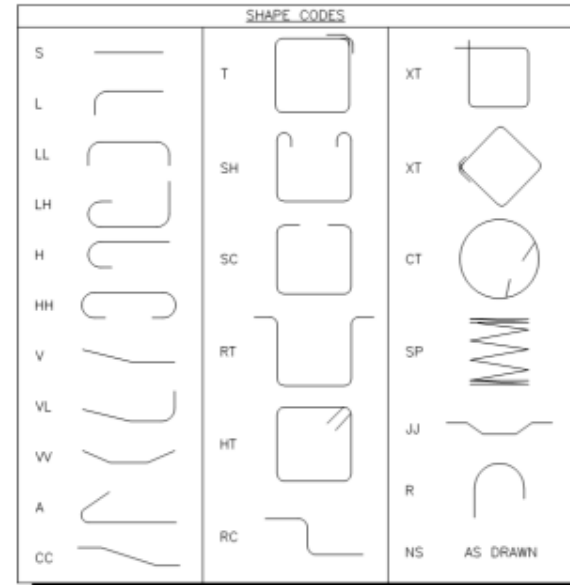 SHAPE CODES
S
L
LL
LH
H
HH
V
VL
VV
A
CC
T
SH
SC
RT
HT
RC
XT
XT
CT
SP
JJ
R
NS AS DRAWN